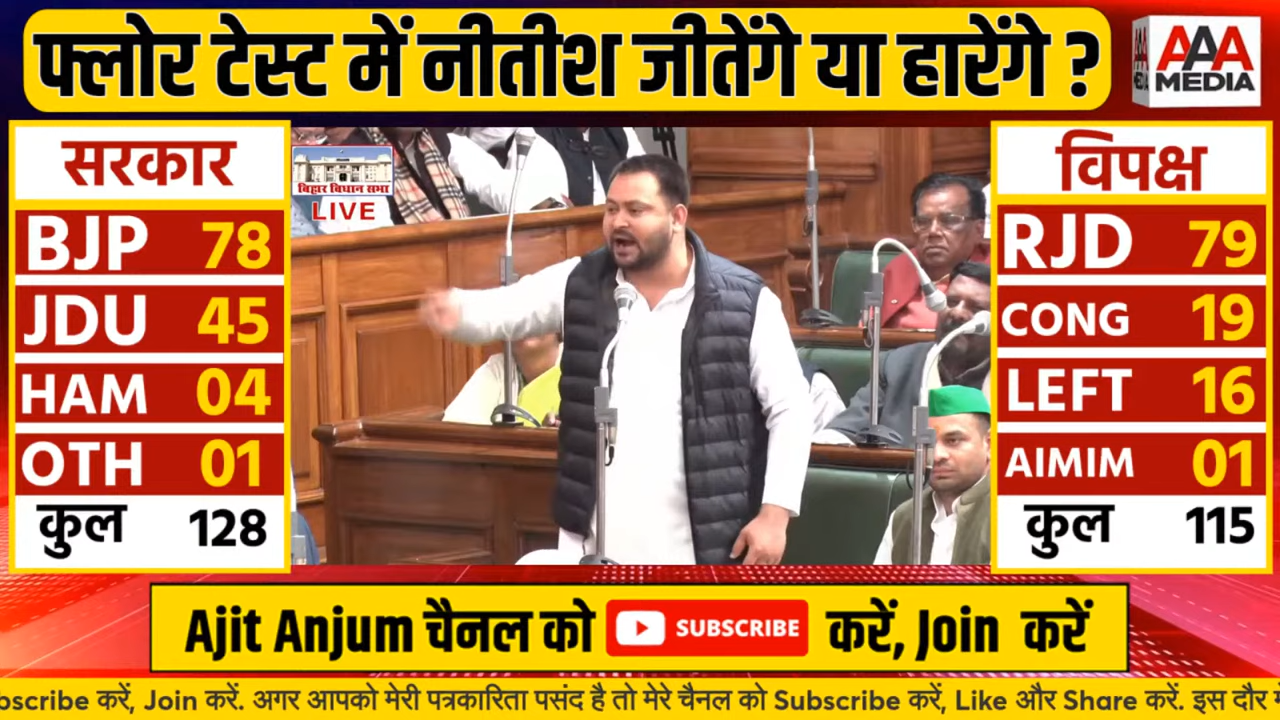 फ्लोर टेस्ट में नीतीश जीतेंगे या हारेंगे ?
AAA
MEDIA
सरकार
BJP 78
JDU 45
HAM 04
OTH 01
कुल 128
बिहार विधान सभा
LIVE
विपक्ष
RJD 79
CONG 19
LEFT 16
AIMIM 01
कुल 115
Ajit Anjum चैनल को SUBSCRIBE करें, Join करें
करें, Join करें. अगर आपको मेरी पत्रकारिता पसंद है तो मेरे चैनल को Subscribe करें, Like और Share करें. इस दौर